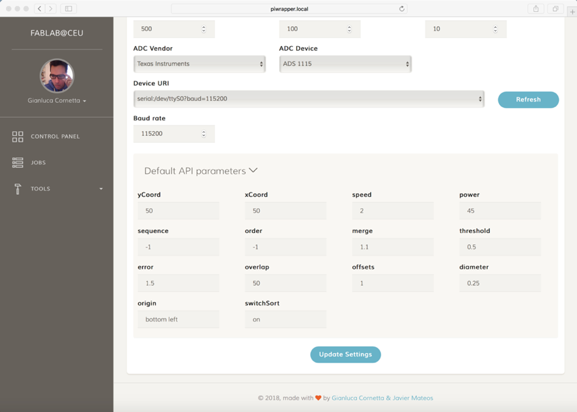 piwrapper.local
FABLAB@CEU
Gianluca Cornetta
CONTROL PANEL
JOBS
TOOLS
500 100 10
ADC Vendor ADC Device
Texas Instruments ADS 1115
Device URI
serial:/dev/ttyS0?baud=115200 Refresh
Baud rate
115200
Default API parameters
yCoord xCoord speed power
50 50 2 45
sequence order merge threshold
-1 -1 1.1 0.5
error overlap offsets diameter
1.5 50 1 0.25
origin switchSort
bottom left on
Update Settings
© 2018, made with by Gianluca Cornetta & Javier Mateos